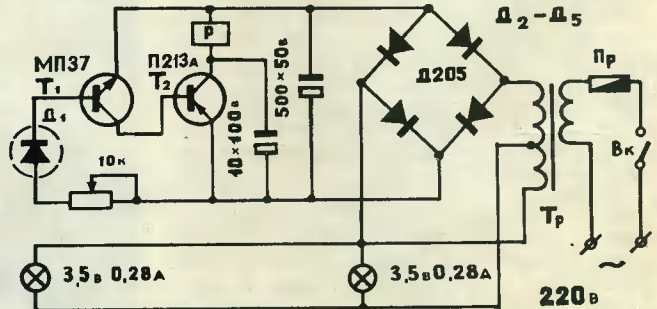 Д2–Д5
МП37
Т1
П213А
Т2
Р
Д1
10к
10×100в
500×50в
Д205
Пр
Вк
Тр
3,5в 0,28А
3,5в 0,28А
~
220в